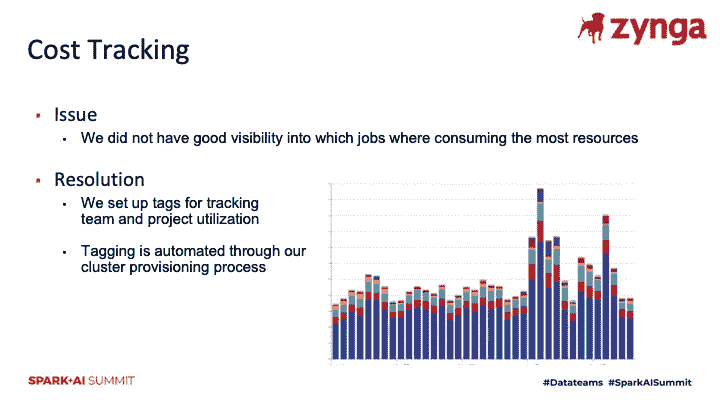 zynga
Cost Tracking
Issue
We did not have good visibility into which jobs where consuming the most resources
Resolution
We set up tags for tracking
team and project utilization
Tagging is automated through our
cluster provisioning process
SPARK+AI SUMMIT
#Datateams #SparkAISummit